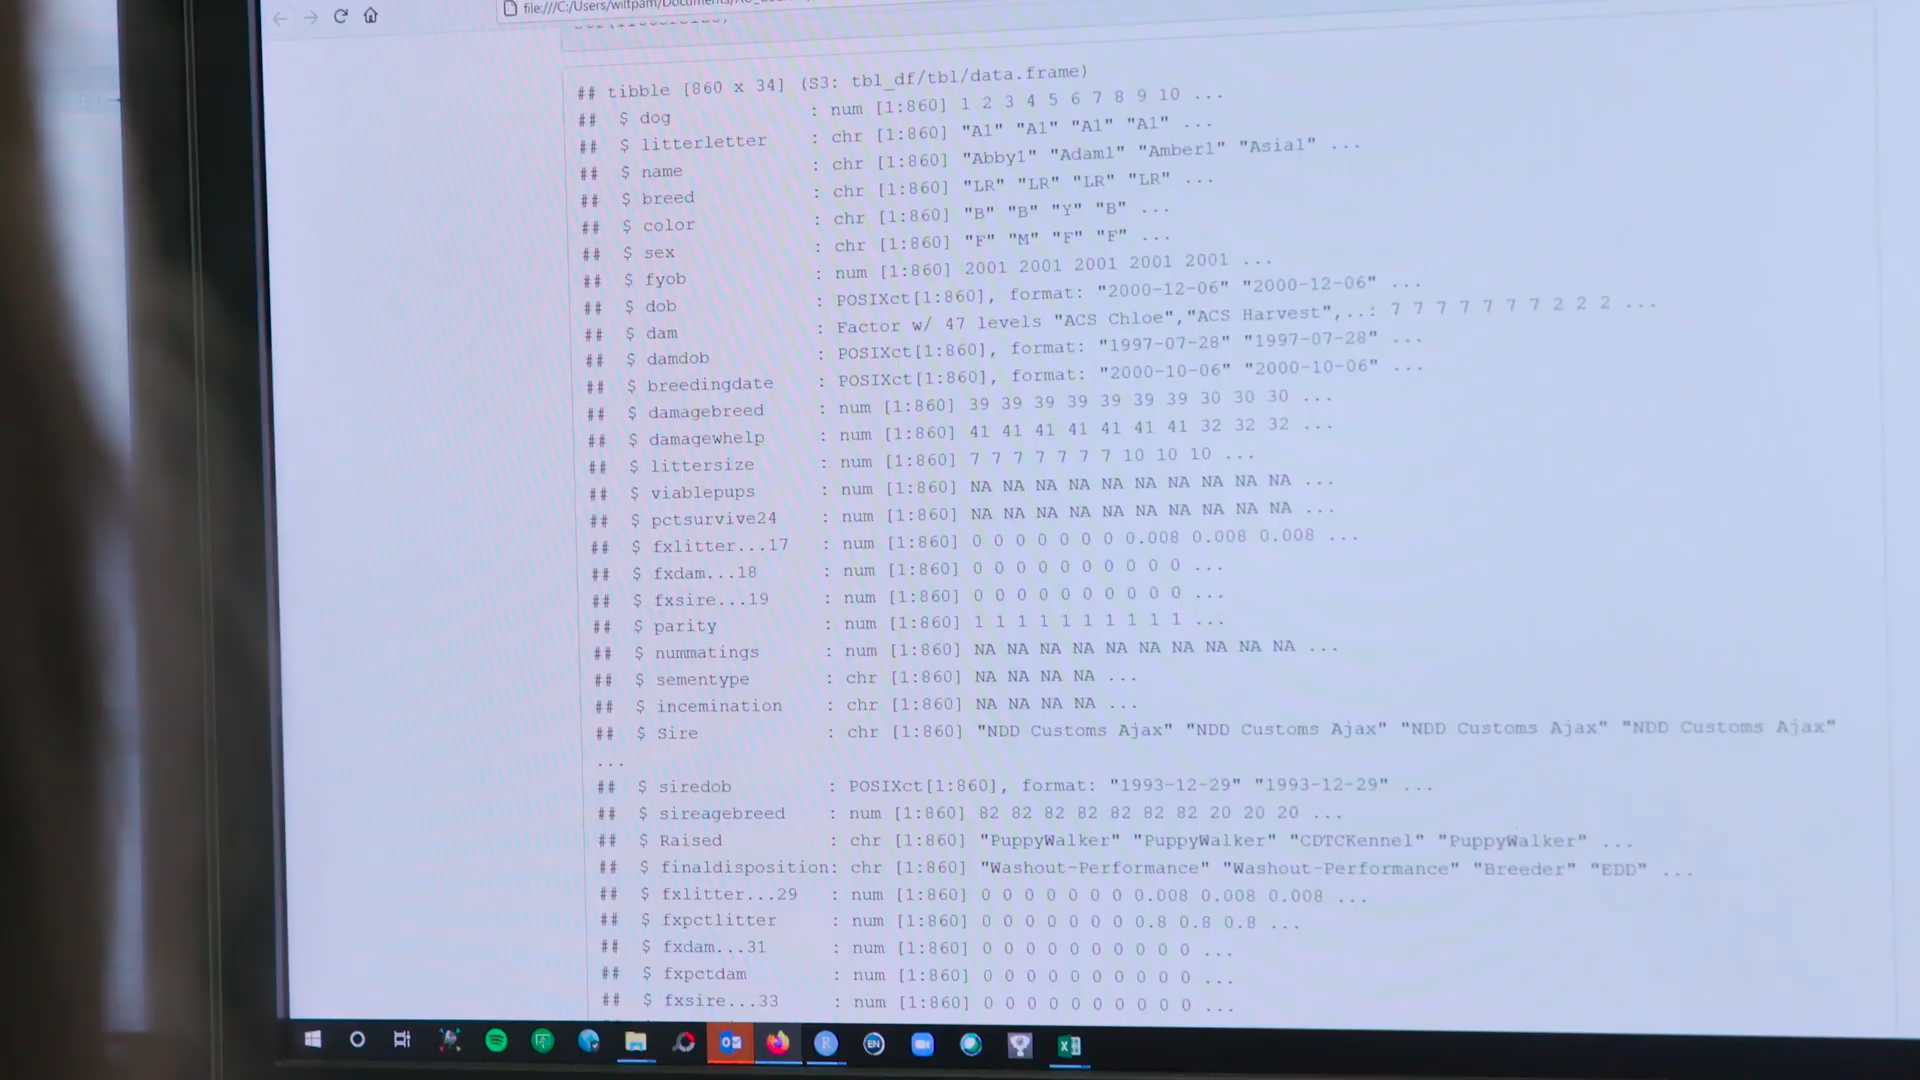 file:///C:/Users/wiltpam/Documents/
## tibble [860 x 34] (S3: tbl_df/tbl/data.frame)
## $ dog : num [1:860] 1 2 3 4 5 6 7 8 9 10 ...
## $ litterletter : chr [1:860] "A1" "A1" "A1" "A1" ...
## $ name : chr [1:860] "Abby1" "Adam1" "Amber1" "Asia1" ...
## $ breed : chr [1:860] "LR" "LR" "LR" "LR" ...
## $ color : chr [1:860] "B" "B" "Y" "B" ...
## $ sex : chr [1:860] "F" "M" "F" "F" ...
## $ fyob : num [1:860] 2001 2001 2001 2001 2001 ...
## $ dob : POSIXct[1:860], format: "2000-12-06" "2000-12-06" ...
## $ dam : Factor w/ 47 levels "ACS Chloe","ACS Harvest",..: 7 7 7 7 7 7 7 2 2 2 ...
## $ damdob : POSIXct[1:860], format: "1997-07-28" "1997-07-28" ...
## $ breedingdate : POSIXct[1:860], format: "2000-10-06" "2000-10-06" ...
## $ damagebreed : num [1:860] 39 39 39 39 39 39 39 30 30 30 ...
## $ damagewhelp : num [1:860] 41 41 41 41 41 41 41 32 32 32 ...
## $ littersize : num [1:860] 7 7 7 7 7 7 7 10 10 10 ...
## $ viablepups : num [1:860] NA NA NA NA NA NA NA NA NA NA ...
## $ pctsurvive24 : num [1:860] NA NA NA NA NA NA NA NA NA NA ...
## $ fxlitter...17 : num [1:860] 0 0 0 0 0 0 0 0.008 0.008 0.008 ...
## $ fxdam...18 : num [1:860] 0 0 0 0 0 0 0 0 0 0 ...
## $ fxsire...19 : num [1:860] 0 0 0 0 0 0 0 0 0 0 ...
## $ parity : num [1:860] 1 1 1 1 1 1 1 1 1 1 ...
## $ nummatings : num [1:860] NA NA NA NA NA NA NA NA NA NA ...
## $ sementype : chr [1:860] NA NA NA NA ...
## $ incemination : chr [1:860] NA NA NA NA ...
## $ Sire : chr [1:860] "NDD Customs Ajax" "NDD Customs Ajax" "NDD Customs Ajax" "NDD Customs Ajax"
...
## $ siredob : POSIXct[1:860], format: "1993-12-29" "1993-12-29" ...
## $ sireagebreed : num [1:860] 82 82 82 82 82 82 82 20 20 20 ...
## $ Raised : chr [1:860] "PuppyWalker" "PuppyWalker" "CDTCKennel" "PuppyWalker" ...
## $ finaldisposition: chr [1:860] "Washout-Performance" "Washout-Performance" "Breeder" "EDD" ...
## $ fxlitter...29 : num [1:860] 0 0 0 0 0 0 0 0.008 0.008 0.008 ...
## $ fxpctlitter : num [1:860] 0 0 0 0 0 0 0 0.8 0.8 0.8 ...
## $ fxdam...31 : num [1:860] 0 0 0 0 0 0 0 0 0 0 ...
## $ fxpctdam : num [1:860] 0 0 0 0 0 0 0 0 0 0 ...
## $ fxsire...33 : num [1:860] 0 0 0 0 0 0 0 0 0 0 ...
R EN